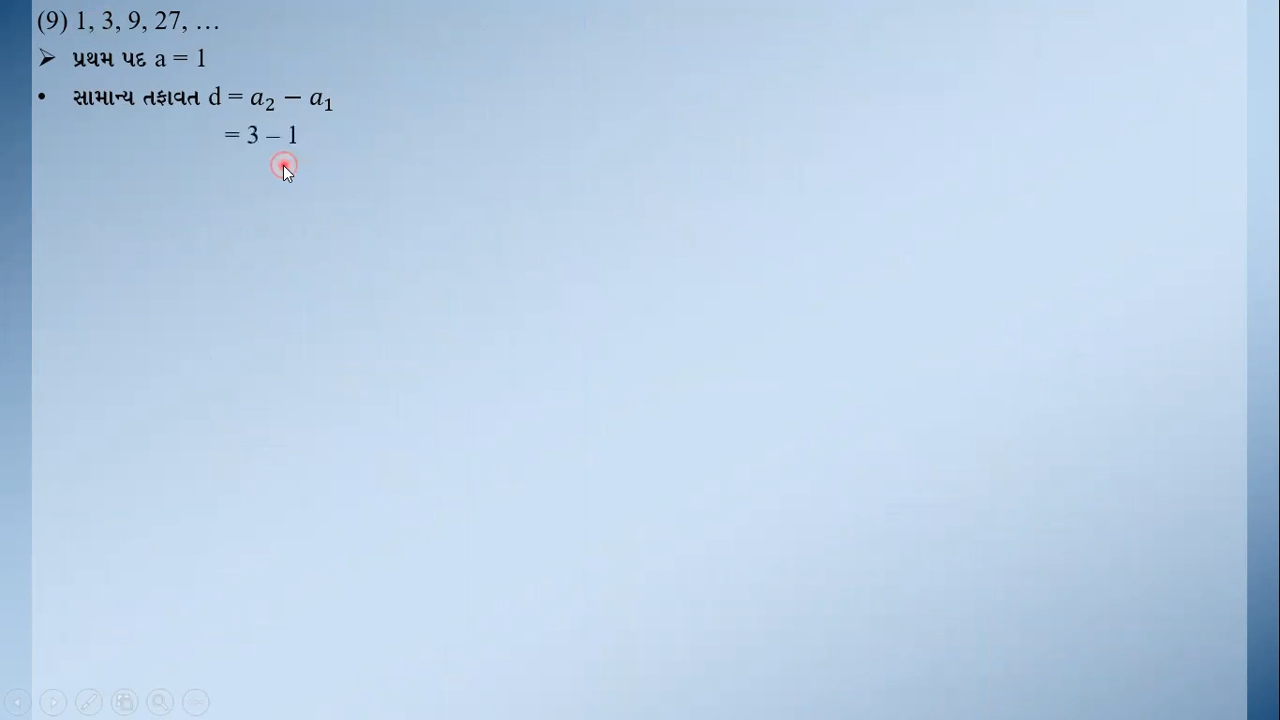 (9) 1, 3, 9, 27, …
➢ પ્રથમ પદ a = 1
• સામાન્ય તફાવત d = a₂ − a₁
= 3 – 1